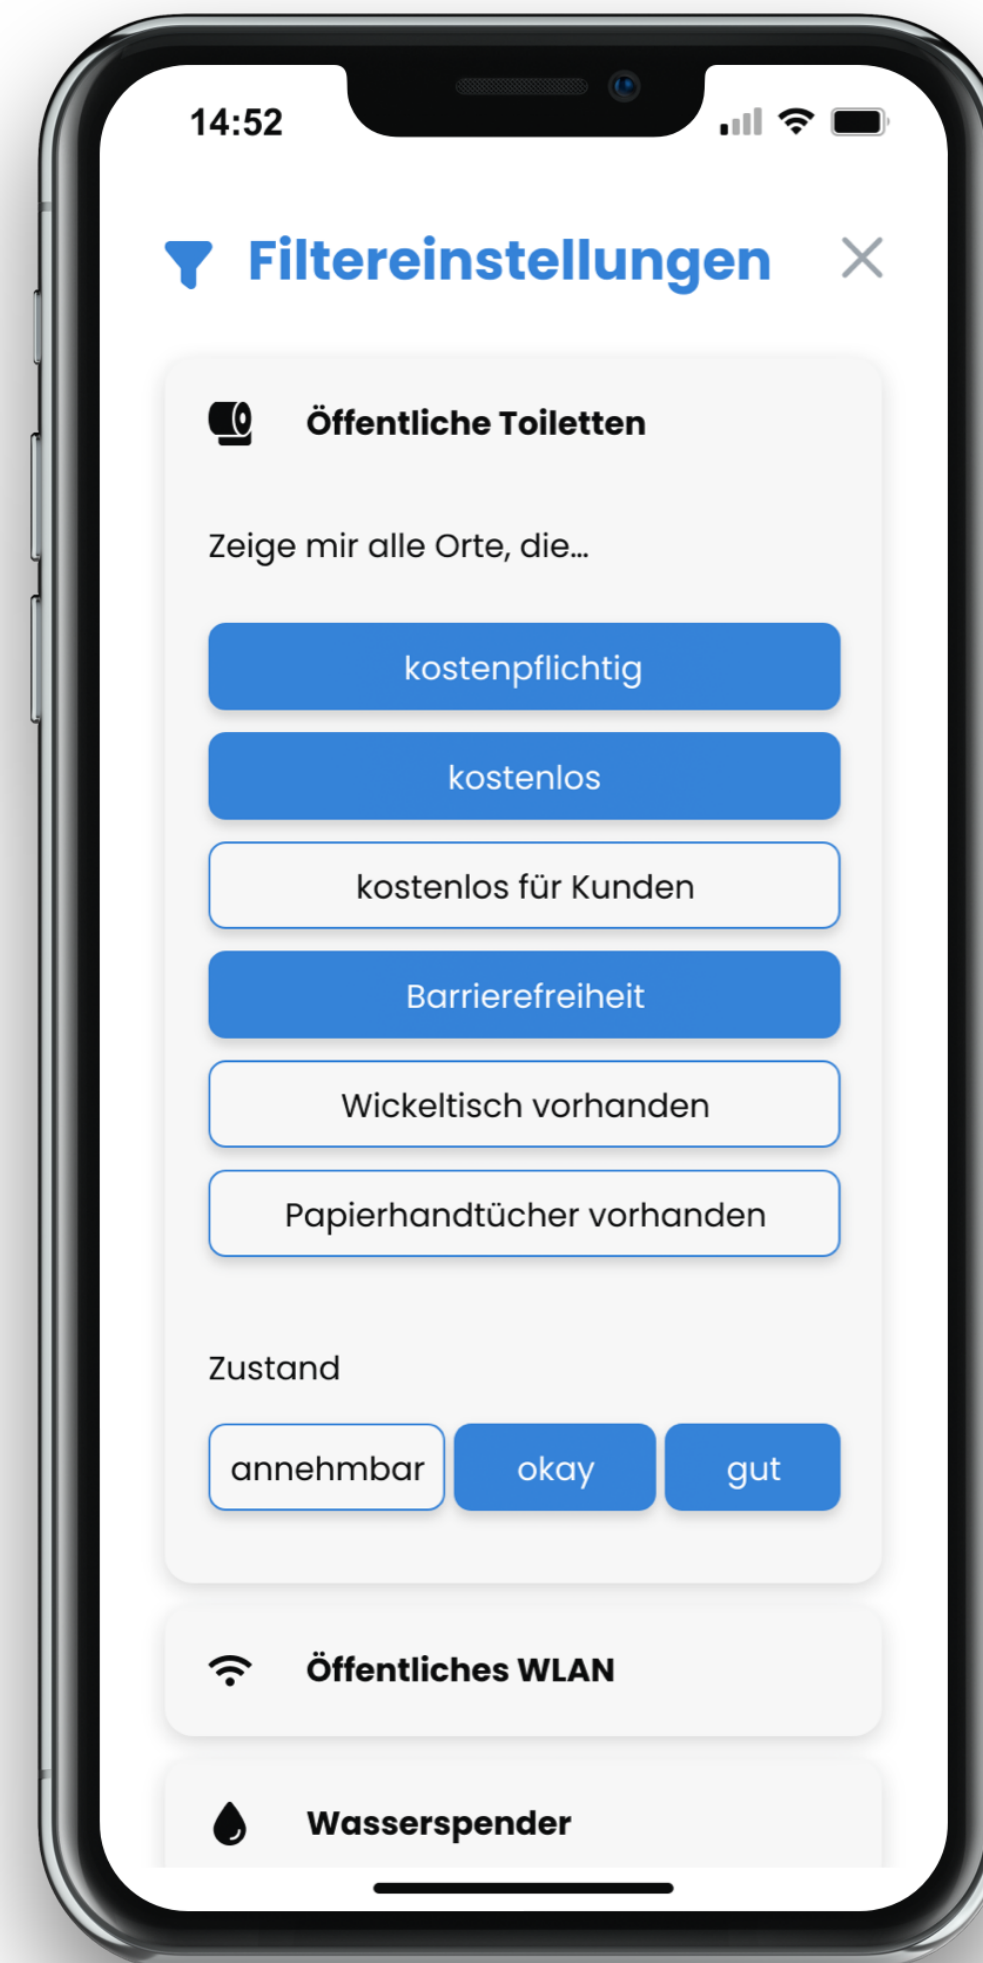 14:52
Filtereinstellungen
Öffentliche Toiletten
Zeige mir alle Orte, die...
kostenpflichtig
kostenlos
kostenlos für Kunden
Barrierefreiheit
Wickeltisch vorhanden
Papierhandtücher vorhanden
Zustand
annehmbar okay gut
Öffentliches WLAN
Wasserspender